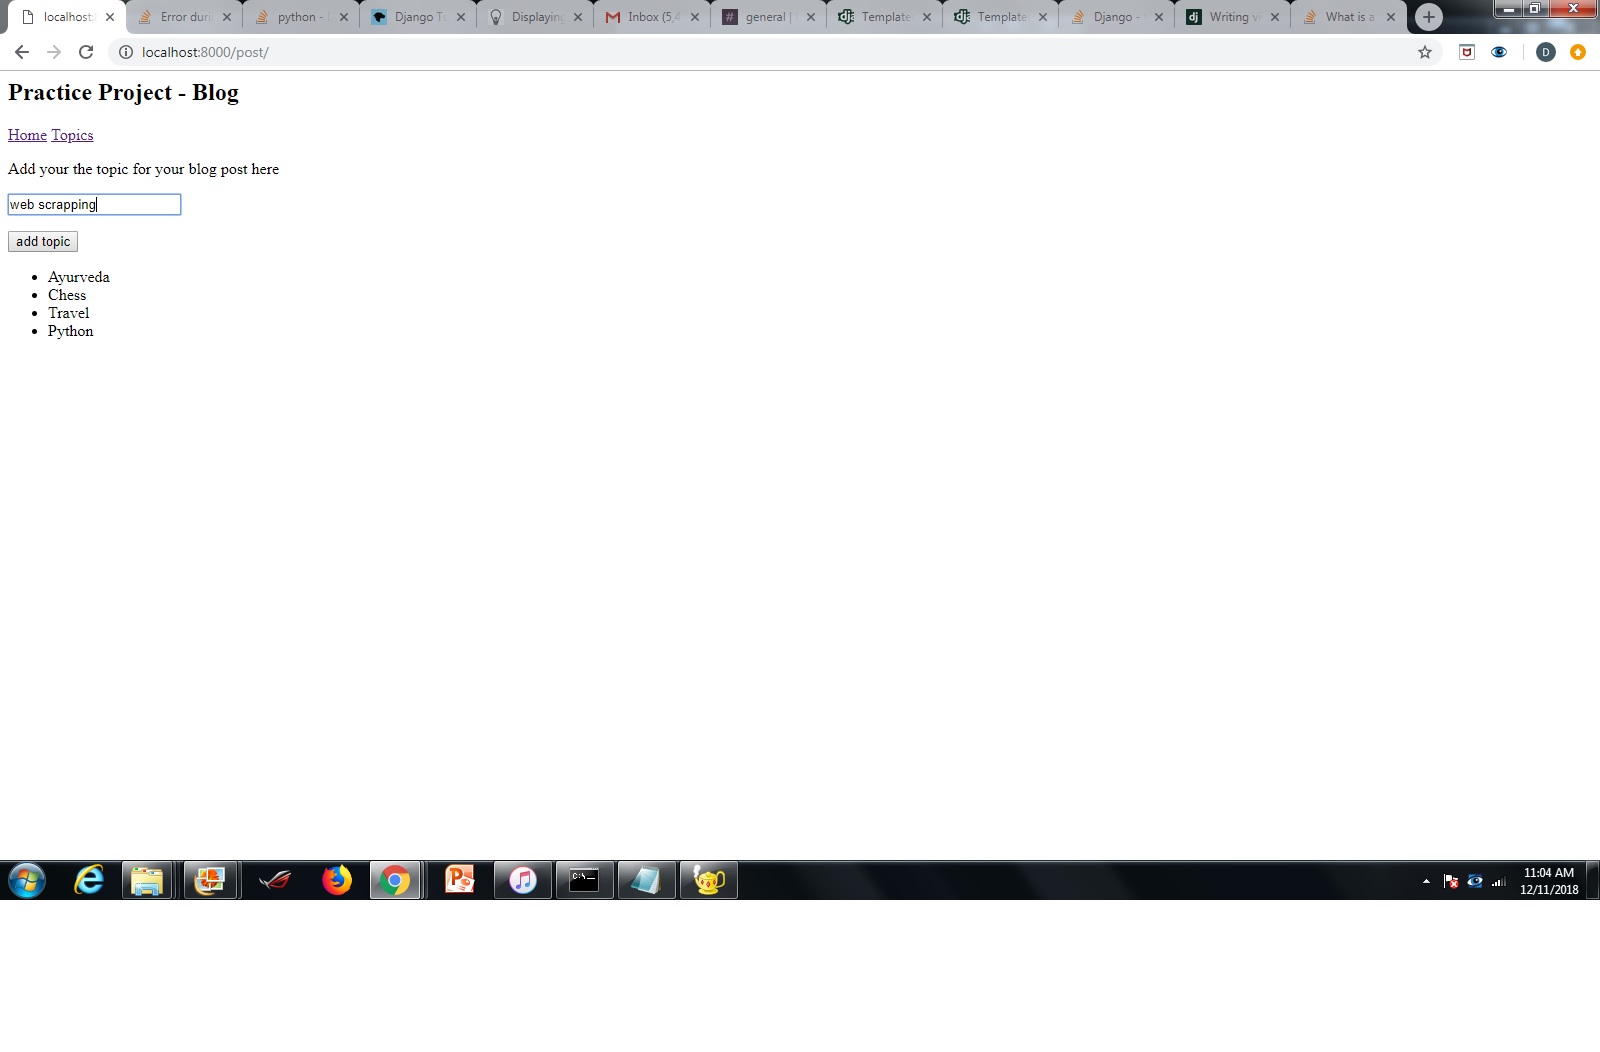 localhost: Error duri python - Django Tu Displaying Inbox (5,4 general | Template Template Django - Writing vi What is a
localhost:8000/post/ D
Practice Project - Blog
Home Topics
Add your the topic for your blog post here
web scrapping
add topic
Ayurveda
Chess
Travel
Python
11:04 AM
12/11/2018